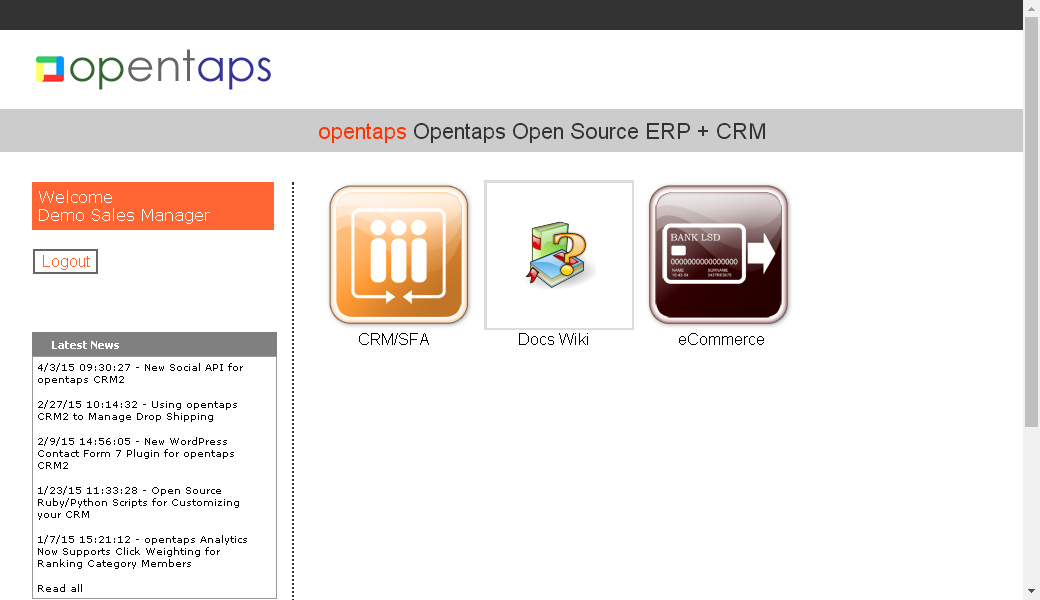 opentaps
opentaps Opentaps Open Source ERP + CRM
Welcome
Demo Sales Manager
Logout
Latest News
4/3/15 09:30:27 - New Social API for
opentaps CRM2
2/27/15 10:14:32 - Using opentaps
CRM2 to Manage Drop Shipping
2/9/15 14:56:05 - New WordPress
Contact Form 7 Plugin for opentaps
CRM2
1/23/15 11:33:28 - Open Source
Ruby/Python Scripts for Customizing
your CRM
1/7/15 15:21:12 - opentaps Analytics
Now Supports Click Weighting for
Ranking Category Members
Read all
BANK LSD
NAME SURNAME
CRM/SFA
Docs Wiki
eCommerce